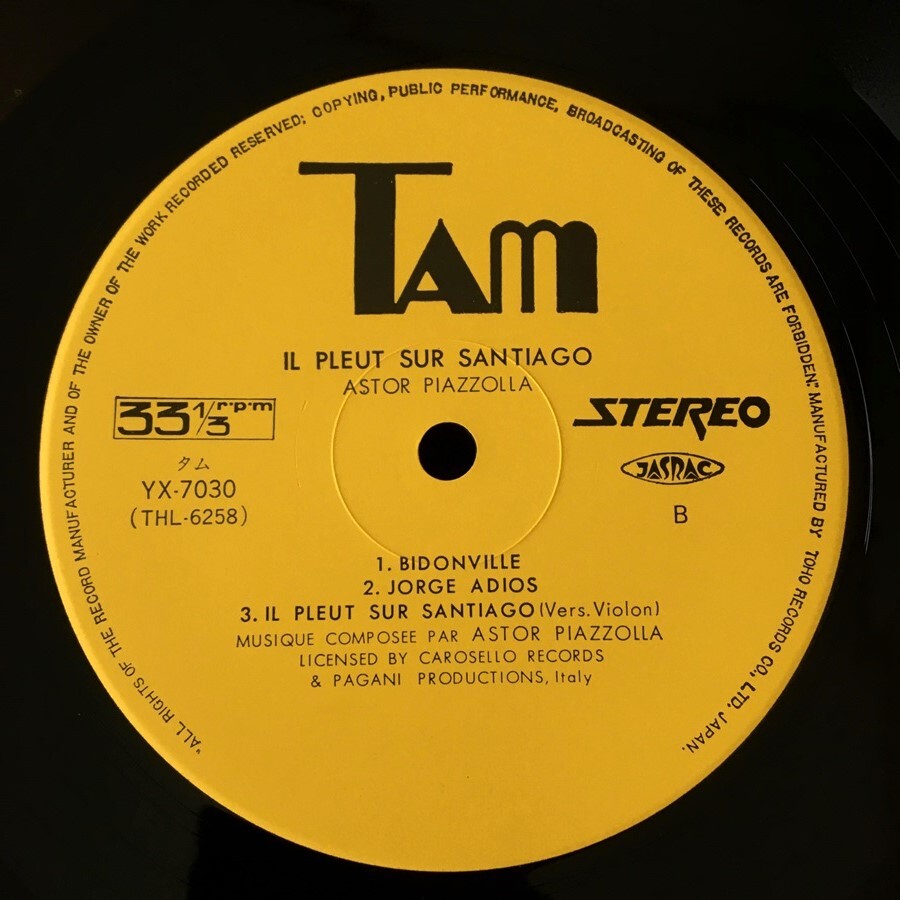 "ALL RIGHTS OF THE RECORD MANUFACTURER AND OF THE OWNER OF THE WORK RECORDED RESERVED; COPYING, PUBLIC PERFORMANCE, BROADCASTING OF THESE RECORDS ARE FORBIDDEN." MANUFACTURED BY TOHO RECORDS CO., LTD. JAPAN.
TAM
IL PLEUT SUR SANTIAGO
ASTOR PIAZZOLLA
33 1/3 r·p·m
STEREO
タム
JASRAC
YX-7030
(THL-6258)
B
1. BIDONVILLE
2. JORGE ADIOS
3. IL PLEUT SUR SANTIAGO (Vers. Violon)
MUSIQUE COMPOSEE PAR ASTOR PIAZZOLLA
LICENSED BY CAROSELLO RECORDS
& PAGANI PRODUCTIONS, Italy